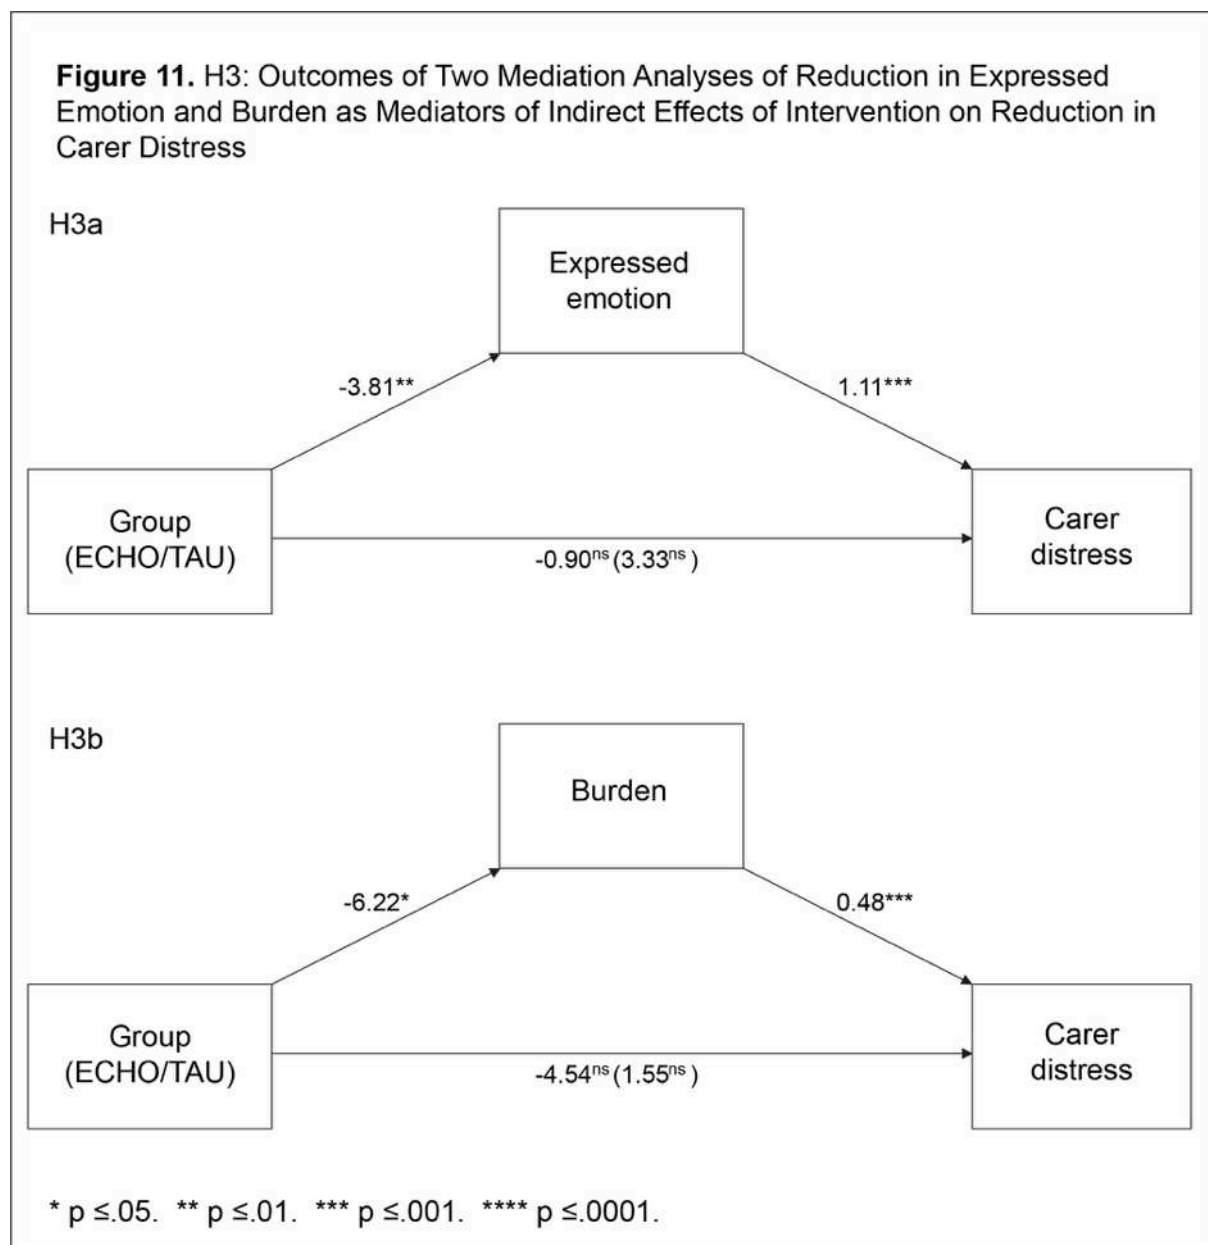 Figure 11. H3: Outcomes of Two Mediation Analyses of Reduction in Expressed
Emotion and Burden as Mediators of Indirect Effects of Intervention on Reduction in
Carer Distress
H3a
Expressed
emotion
-3.81**
1.11***
Group
(ECHO/TAU)
Carer
distress
-0.90ns (3.33ns)
H3b
Burden
-6.22*
0.48***
Group
(ECHO/TAU)
Carer
distress
-4.54ns (1.55ns)
* p ≤.05. ** p ≤.01. *** p ≤.001. **** p ≤.0001.